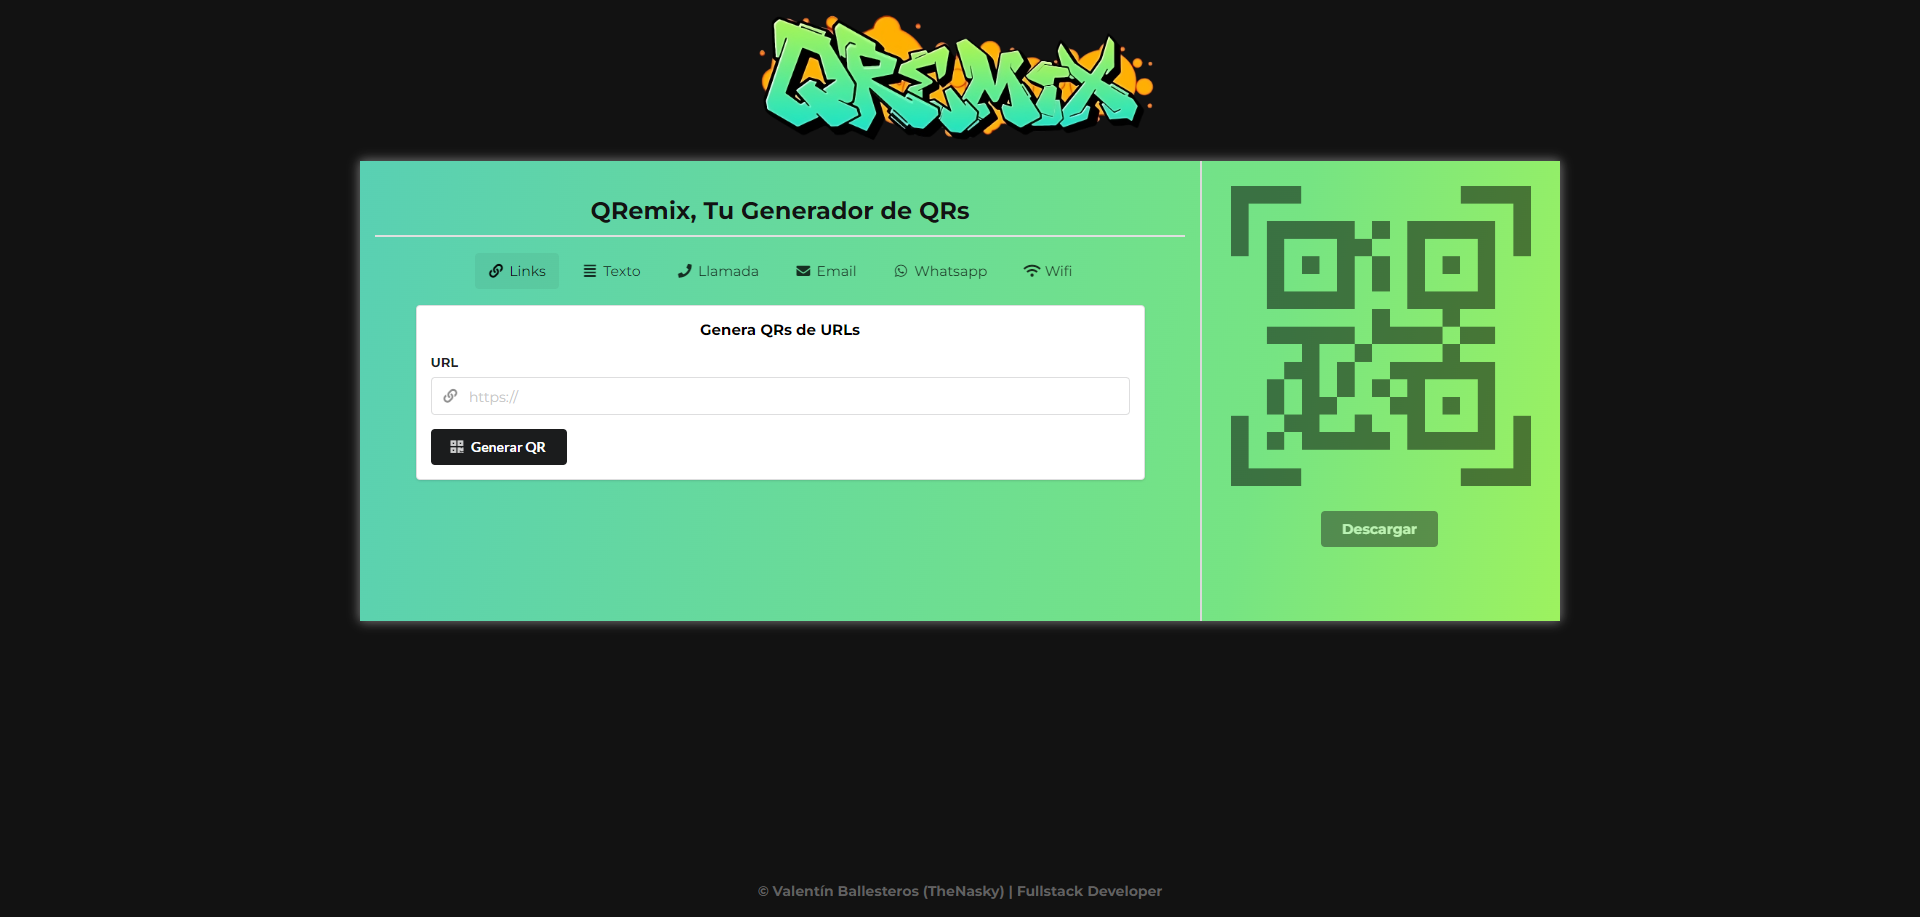 QREMIX
QRemix, Tu Generador de QRs
Links Texto Llamada Email Whatsapp Wifi
Genera QRs de URLs
URL
https://
Generar QR
Descargar
© Valentín Ballesteros (TheNasky) | Fullstack Developer